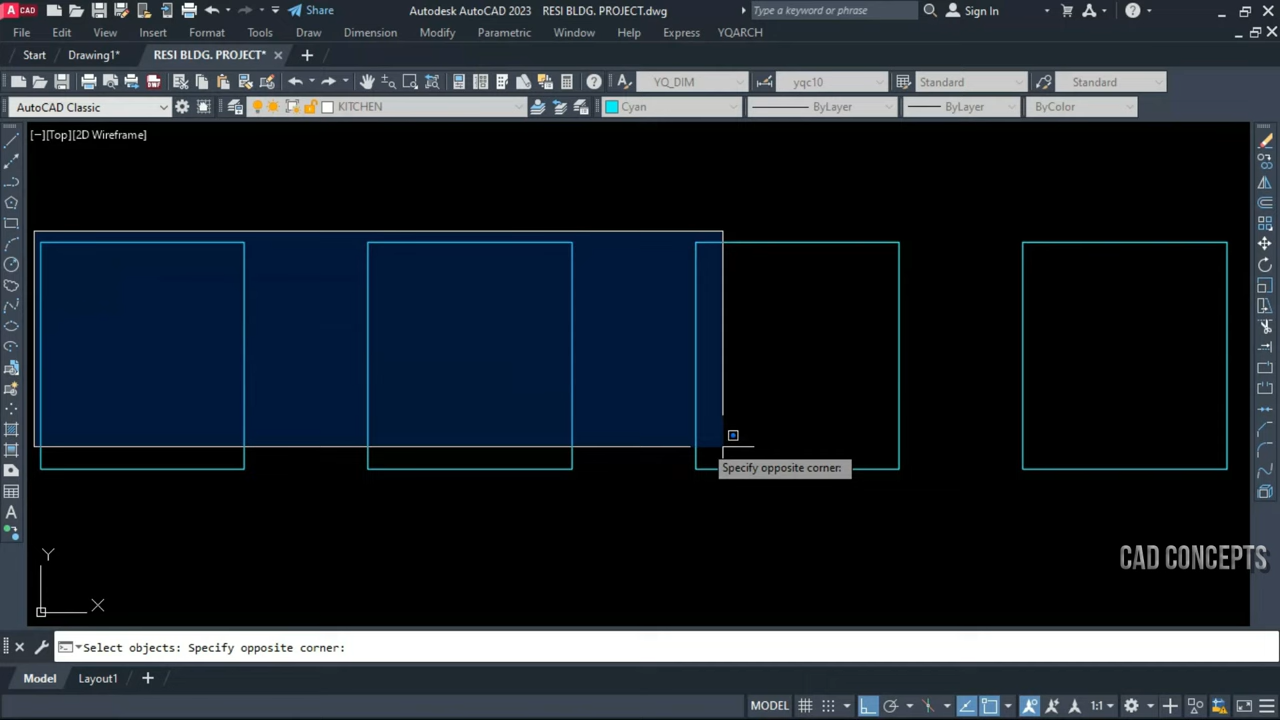 A CAD Share Autodesk AutoCAD 2023 RESI BLDG. PROJECT.dwg Type a keyword or phrase Sign In ?
File Edit View Insert Format Tools Draw Dimension Modify Parametric Window Help Express YQARCH
Start Drawing1* RESI BLDG. PROJECT*
YQ_DIM yqc10 Standard Standard
AutoCAD Classic KITCHEN Cyan ByLayer ByLayer ByColor
[−][Top][2D Wireframe]
Specify opposite corner:
CAD CONCEPTS
Y
X
Select objects: Specify opposite corner:
Model Layout1 +
MODEL 1:1